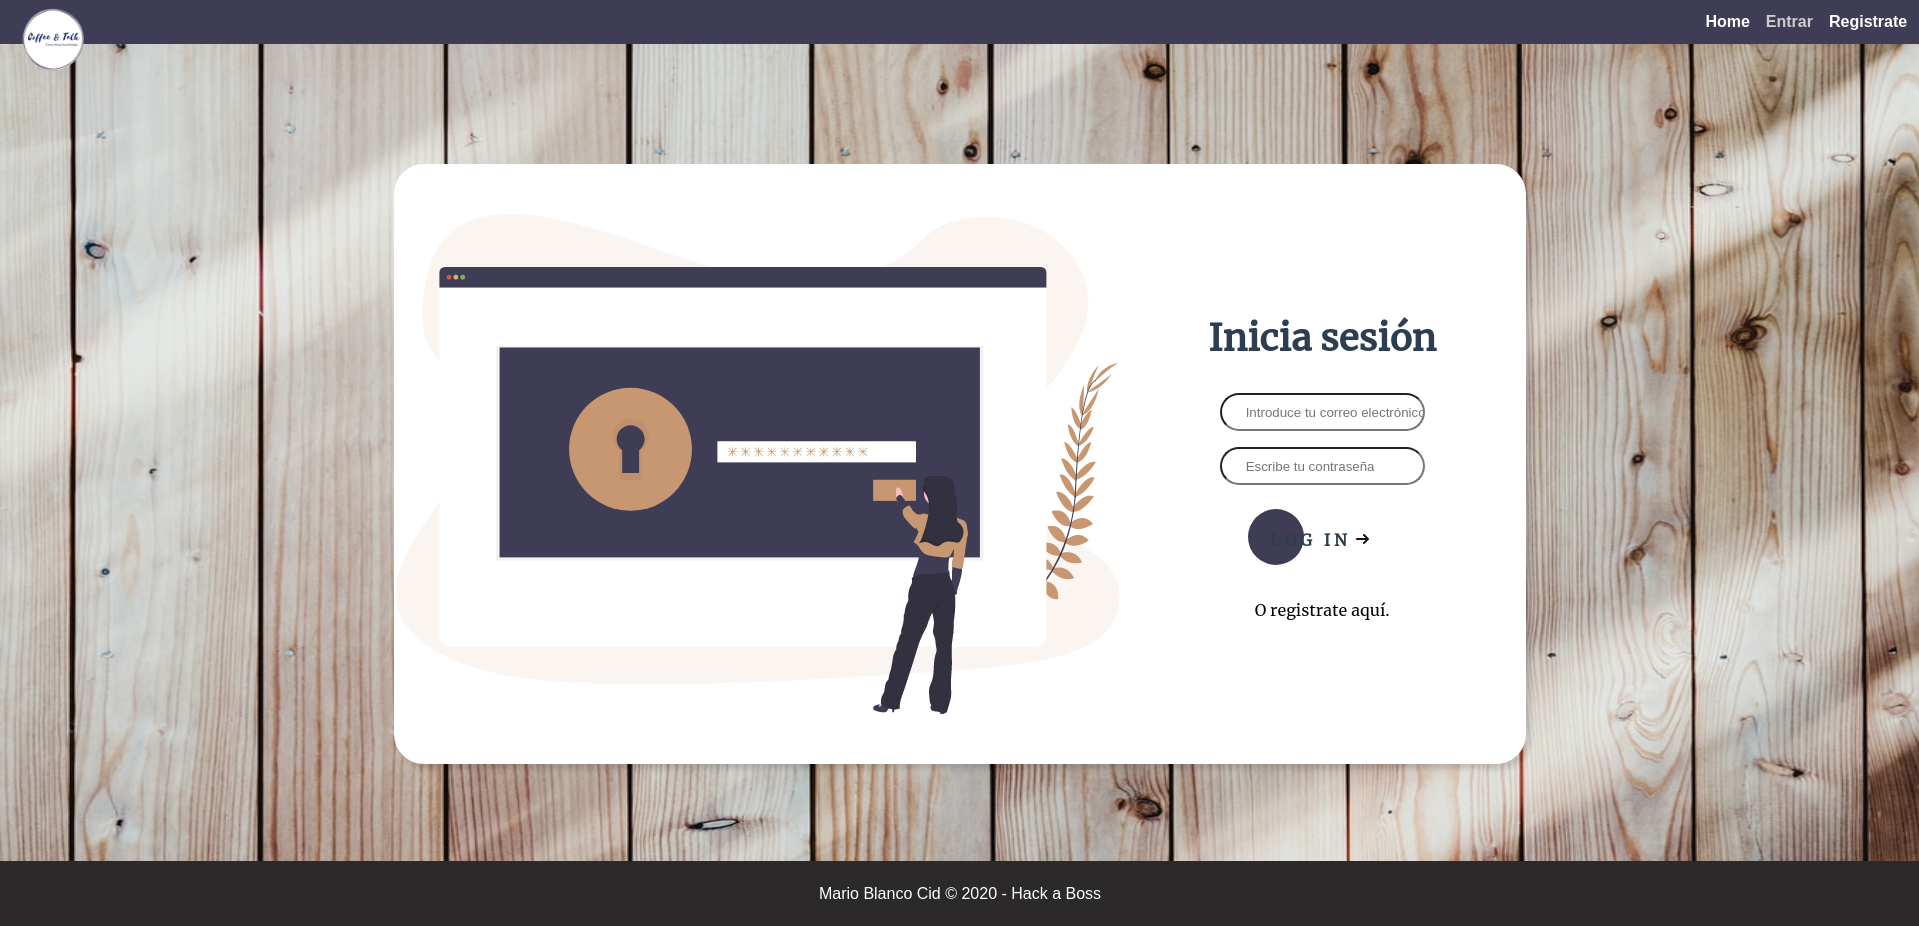 Coffee & Talk
Home Entrar Registrate
Inicia sesión
Introduce tu correo electrónico
Escribe tu contraseña
LOG IN
O registrate aquí.
Mario Blanco Cid © 2020 - Hack a Boss